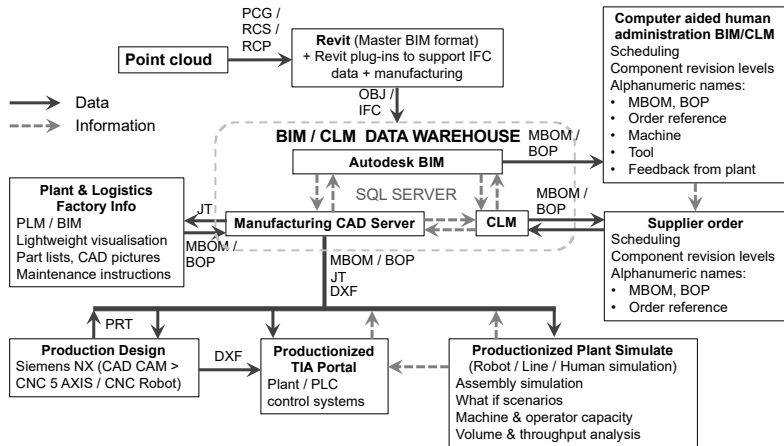 PCG /
RCS /
RCP
Point cloud
Revit (Master BIM format)
+ Revit plug-ins to support IFC
data + manufacturing
Computer aided human
administration BIM/CLM
Scheduling
Component revision levels
Alphanumeric names:
• MBOM, BOP
• Order reference
• Machine
• Tool
• Feedback from plant
Data
Information
OBJ /
IFC
BIM / CLM DATA WAREHOUSE
MBOM /
BOP
Autodesk BIM
SQL SERVER
Manufacturing CAD Server
CLM
MBOM /
BOP
Plant & Logistics
Factory Info
PLM / BIM
Lightweight visualisation
Part lists, CAD pictures
Maintenance instructions
JT
MBOM /
BOP
Supplier order
Scheduling
Component revision levels
Alphanumeric names:
• MBOM, BOP
• Order reference
MBOM / BOP
JT
DXF
PRT
Production Design
Siemens NX (CAD CAM >
CNC 5 AXIS / CNC Robot)
DXF
Productionized
TIA Portal
Plant / PLC
control systems
Productionized Plant Simulate
(Robot / Line / Human simulation)
Assembly simulation
What if scenarios
Machine & operator capacity
Volume & throughput analysis